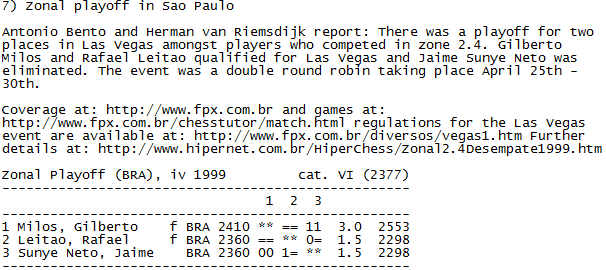 7) Zonal playoff in Sao Paulo
Antonio Bento and Herman van Riemsdijk report: There was a playoff for two
places in Las Vegas amongst players who competed in zone 2.4. Gilberto
Milos and Rafael Leitao qualified for Las Vegas and Jaime Sunye Neto was
eliminated. The event was a double round robin taking place April 25th -
30th.
Coverage at: http://www.fpx.com.br and games at:
http://www.fpx.com.br/chesstutor/match.html regulations for the Las Vegas
event are available at: http://www.fpx.com.br/diversos/vegas1.htm Further
details at: http://www.hipernet.com.br/HiperChess/Zonal2.4Desempate1999.htm
Zonal Playoff (BRA), iv 1999         cat. VI (2377)
---------------------------------------------------
                                 1  2  3
---------------------------------------------------
1 Milos, Gilberto    f BRA 2410 ** == 11  3.0  2553
2 Leitao, Rafael     f BRA 2360 == ** 0=  1.5  2298
3 Sunye Neto, Jaime    BRA 2360 00 1= **  1.5  2298
---------------------------------------------------